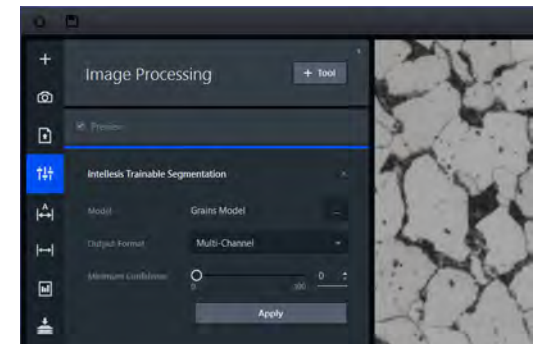 Image Processing
+ Tool
Preview
Intellesis Trainable Segmentation
Model
Grains Model
...
Output Format
Multi-Channel
Minimum Confidence
0
0
100
Apply